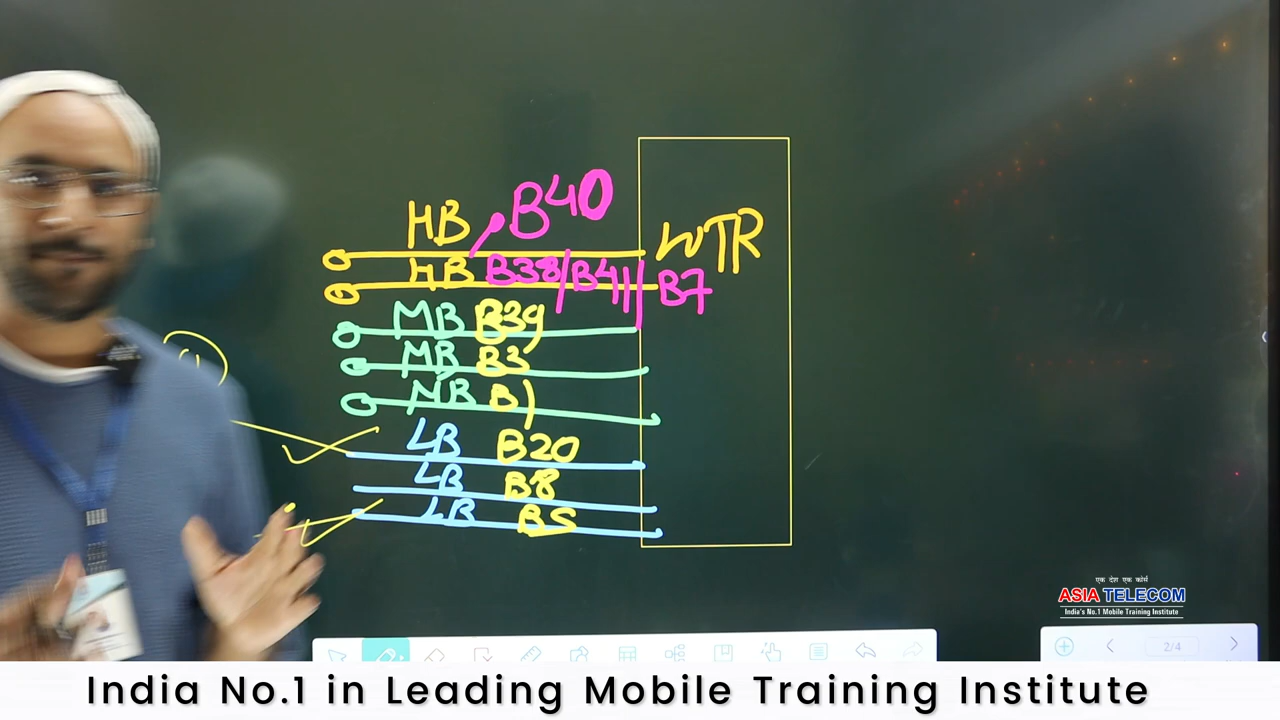 HB B40
WTR
HB B38/B41/B7
MB B39
MB B3
MB B1
LB B20
LB B8
LB B5
एक देश एक कोर्स
ASIA TELECOM
India's No.1 Mobile Training Institute
2/4
India No.1 in Leading Mobile Training Institute